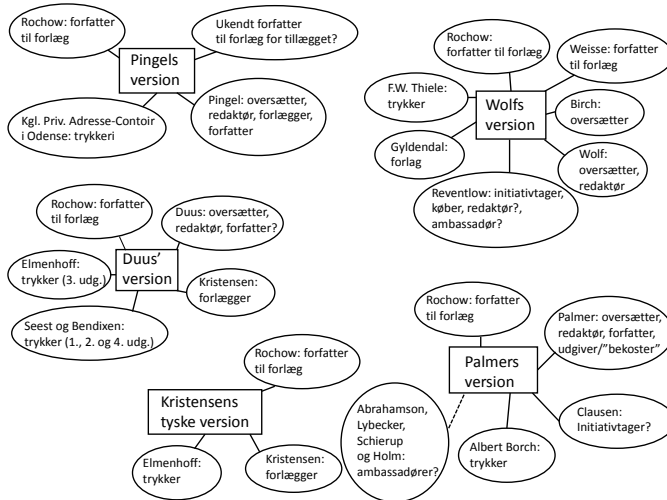 Rochow: forfatter
til forlæg
Ukendt forfatter
til forlæg for tillægget?
Pingels
version
Kgl. Priv. Adresse-Contoir
i Odense: trykkeri
Pingel: oversætter,
redaktør, forlægger,
forfatter
Rochow:
forfatter til forlæg
Weisse: forfatter
til forlæg
F.W. Thiele:
trykker
Wolfs
version
Birch:
oversætter
Gyldendal:
forlag
Wolf:
oversætter,
redaktør
Reventlow: initiativtager,
køber, redaktør?,
ambassadør?
Rochow: forfatter
til forlæg
Duus: oversætter,
redaktør, forfatter?
Elmenhoff:
trykker (3. udg.)
Duus’
version
Kristensen:
forlægger
Seest og Bendixen:
trykker (1., 2. og 4. udg.)
Rochow: forfatter
til forlæg
Kristensens
tyske version
Elmenhoff:
trykker
Kristensen:
forlægger
Rochow: forfatter
til forlæg
Palmer: oversætter,
redaktør, forfatter,
udgiver/”bekoster”
Palmers
version
Abrahamson,
Lybecker,
Schierup
og Holm:
ambassadører?
Albert Borch:
trykker
Clausen:
Initiativtager?